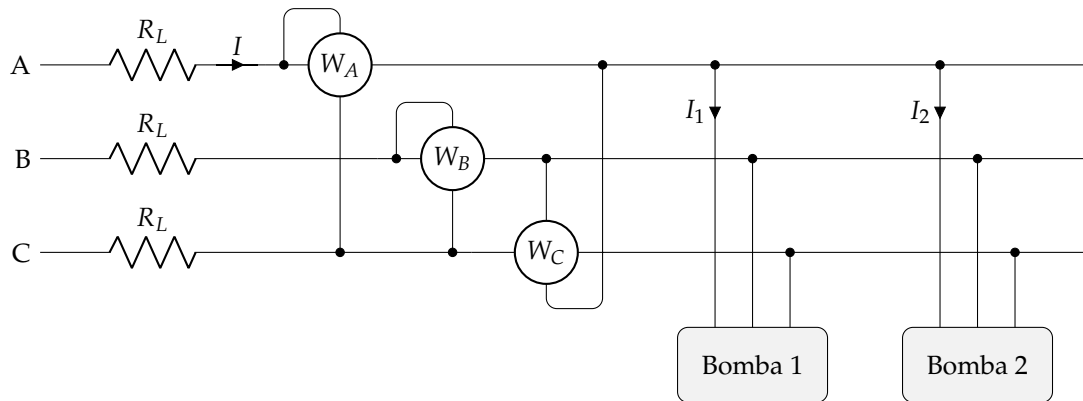 R_L
I
A
W_A
R_L
I_1
I_2
B
W_B
R_L
C
W_C
Bomba 1
Bomba 2